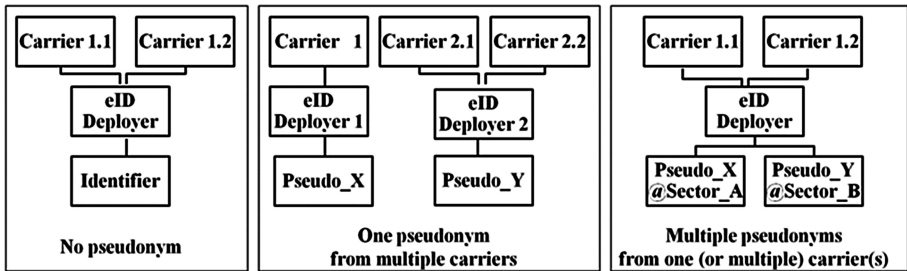 Carrier 1.1
Carrier 1.2
eID
Deployer
Identifier
No pseudonym
Carrier 1
Carrier 2.1
Carrier 2.2
eID
Deployer 1
eID
Deployer 2
Pseudo_X
Pseudo_Y
One pseudonym
from multiple carriers
Carrier 1.1
Carrier 1.2
eID
Deployer
Pseudo_X
@Sector_A
Pseudo_Y
@Sector_B
Multiple pseudonyms
from one (or multiple) carrier(s)